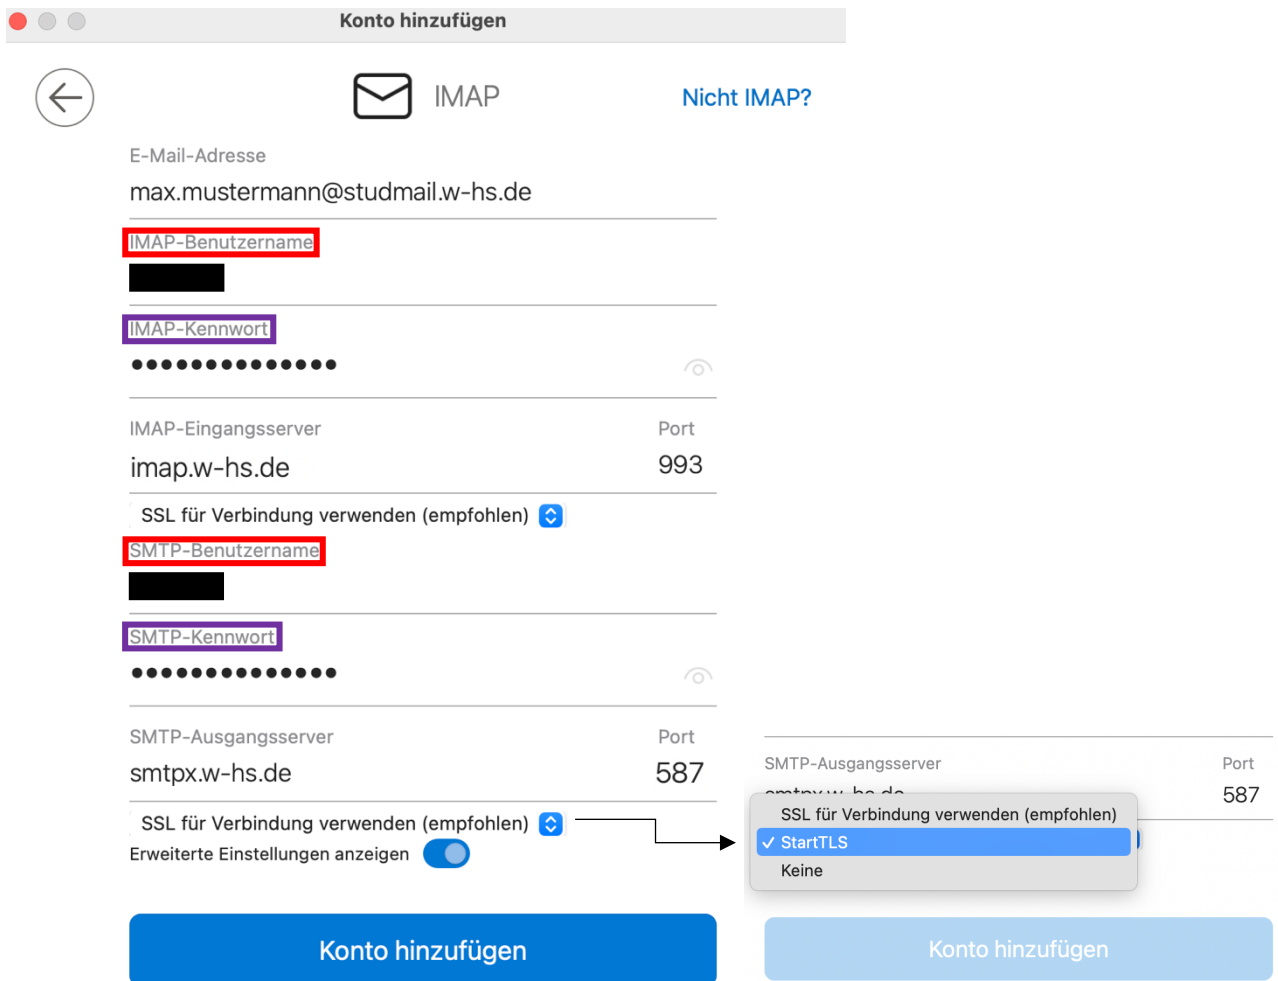 Konto hinzufügen
IMAP
Nicht IMAP?
E-Mail-Adresse
max.mustermann@studmail.w-hs.de
IMAP-Benutzername
IMAP-Kennwort
IMAP-Eingangsserver Port
imap.w-hs.de 993
SSL für Verbindung verwenden (empfohlen)
SMTP-Benutzername
SMTP-Kennwort
SMTP-Ausgangsserver Port
smtpx.w-hs.de 587
SSL für Verbindung verwenden (empfohlen)
Erweiterte Einstellungen anzeigen
Konto hinzufügen
SMTP-Ausgangsserver Port
smtpx.w-hs.de 587
SSL für Verbindung verwenden (empfohlen)
✓ StartTLS
Keine
Konto hinzufügen